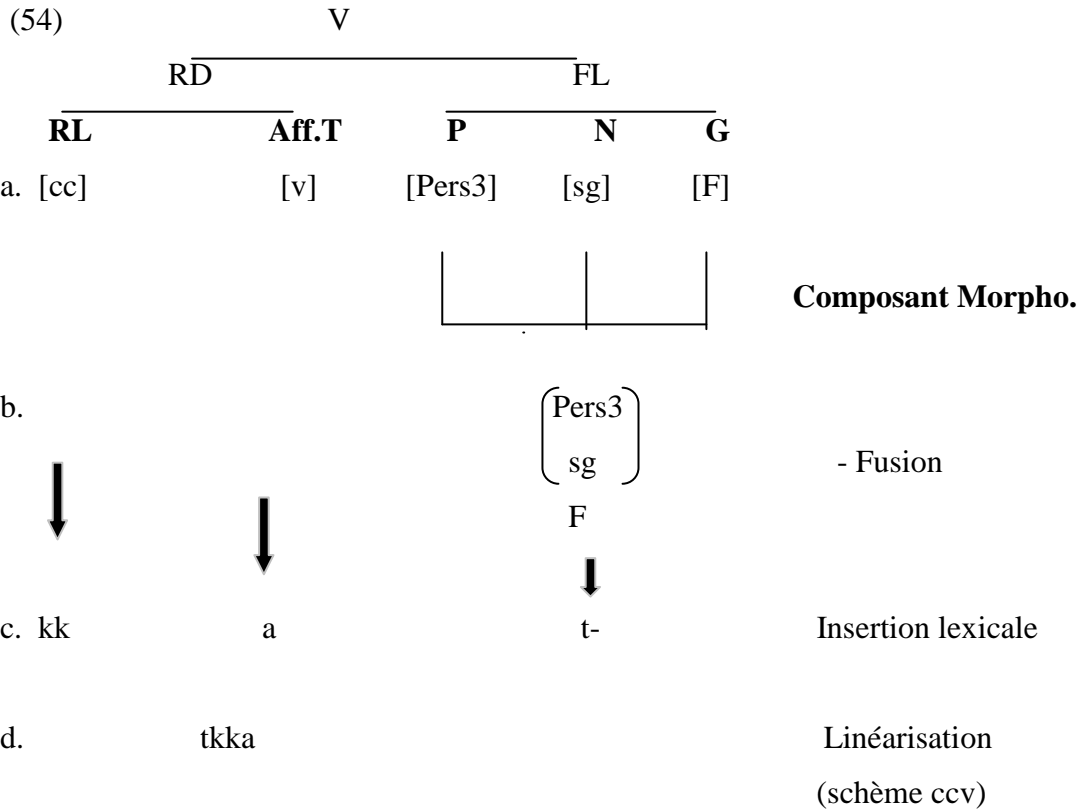 (54) V
RD FL
RL Aff.T P N G
a. [cc] [v] [Pers3] [sg] [F]
Composant Morpho.
b. Pers3
sg - Fusion
F
c. kk a t- Insertion lexicale
d. tkka Linéarisation
(schème ccv)